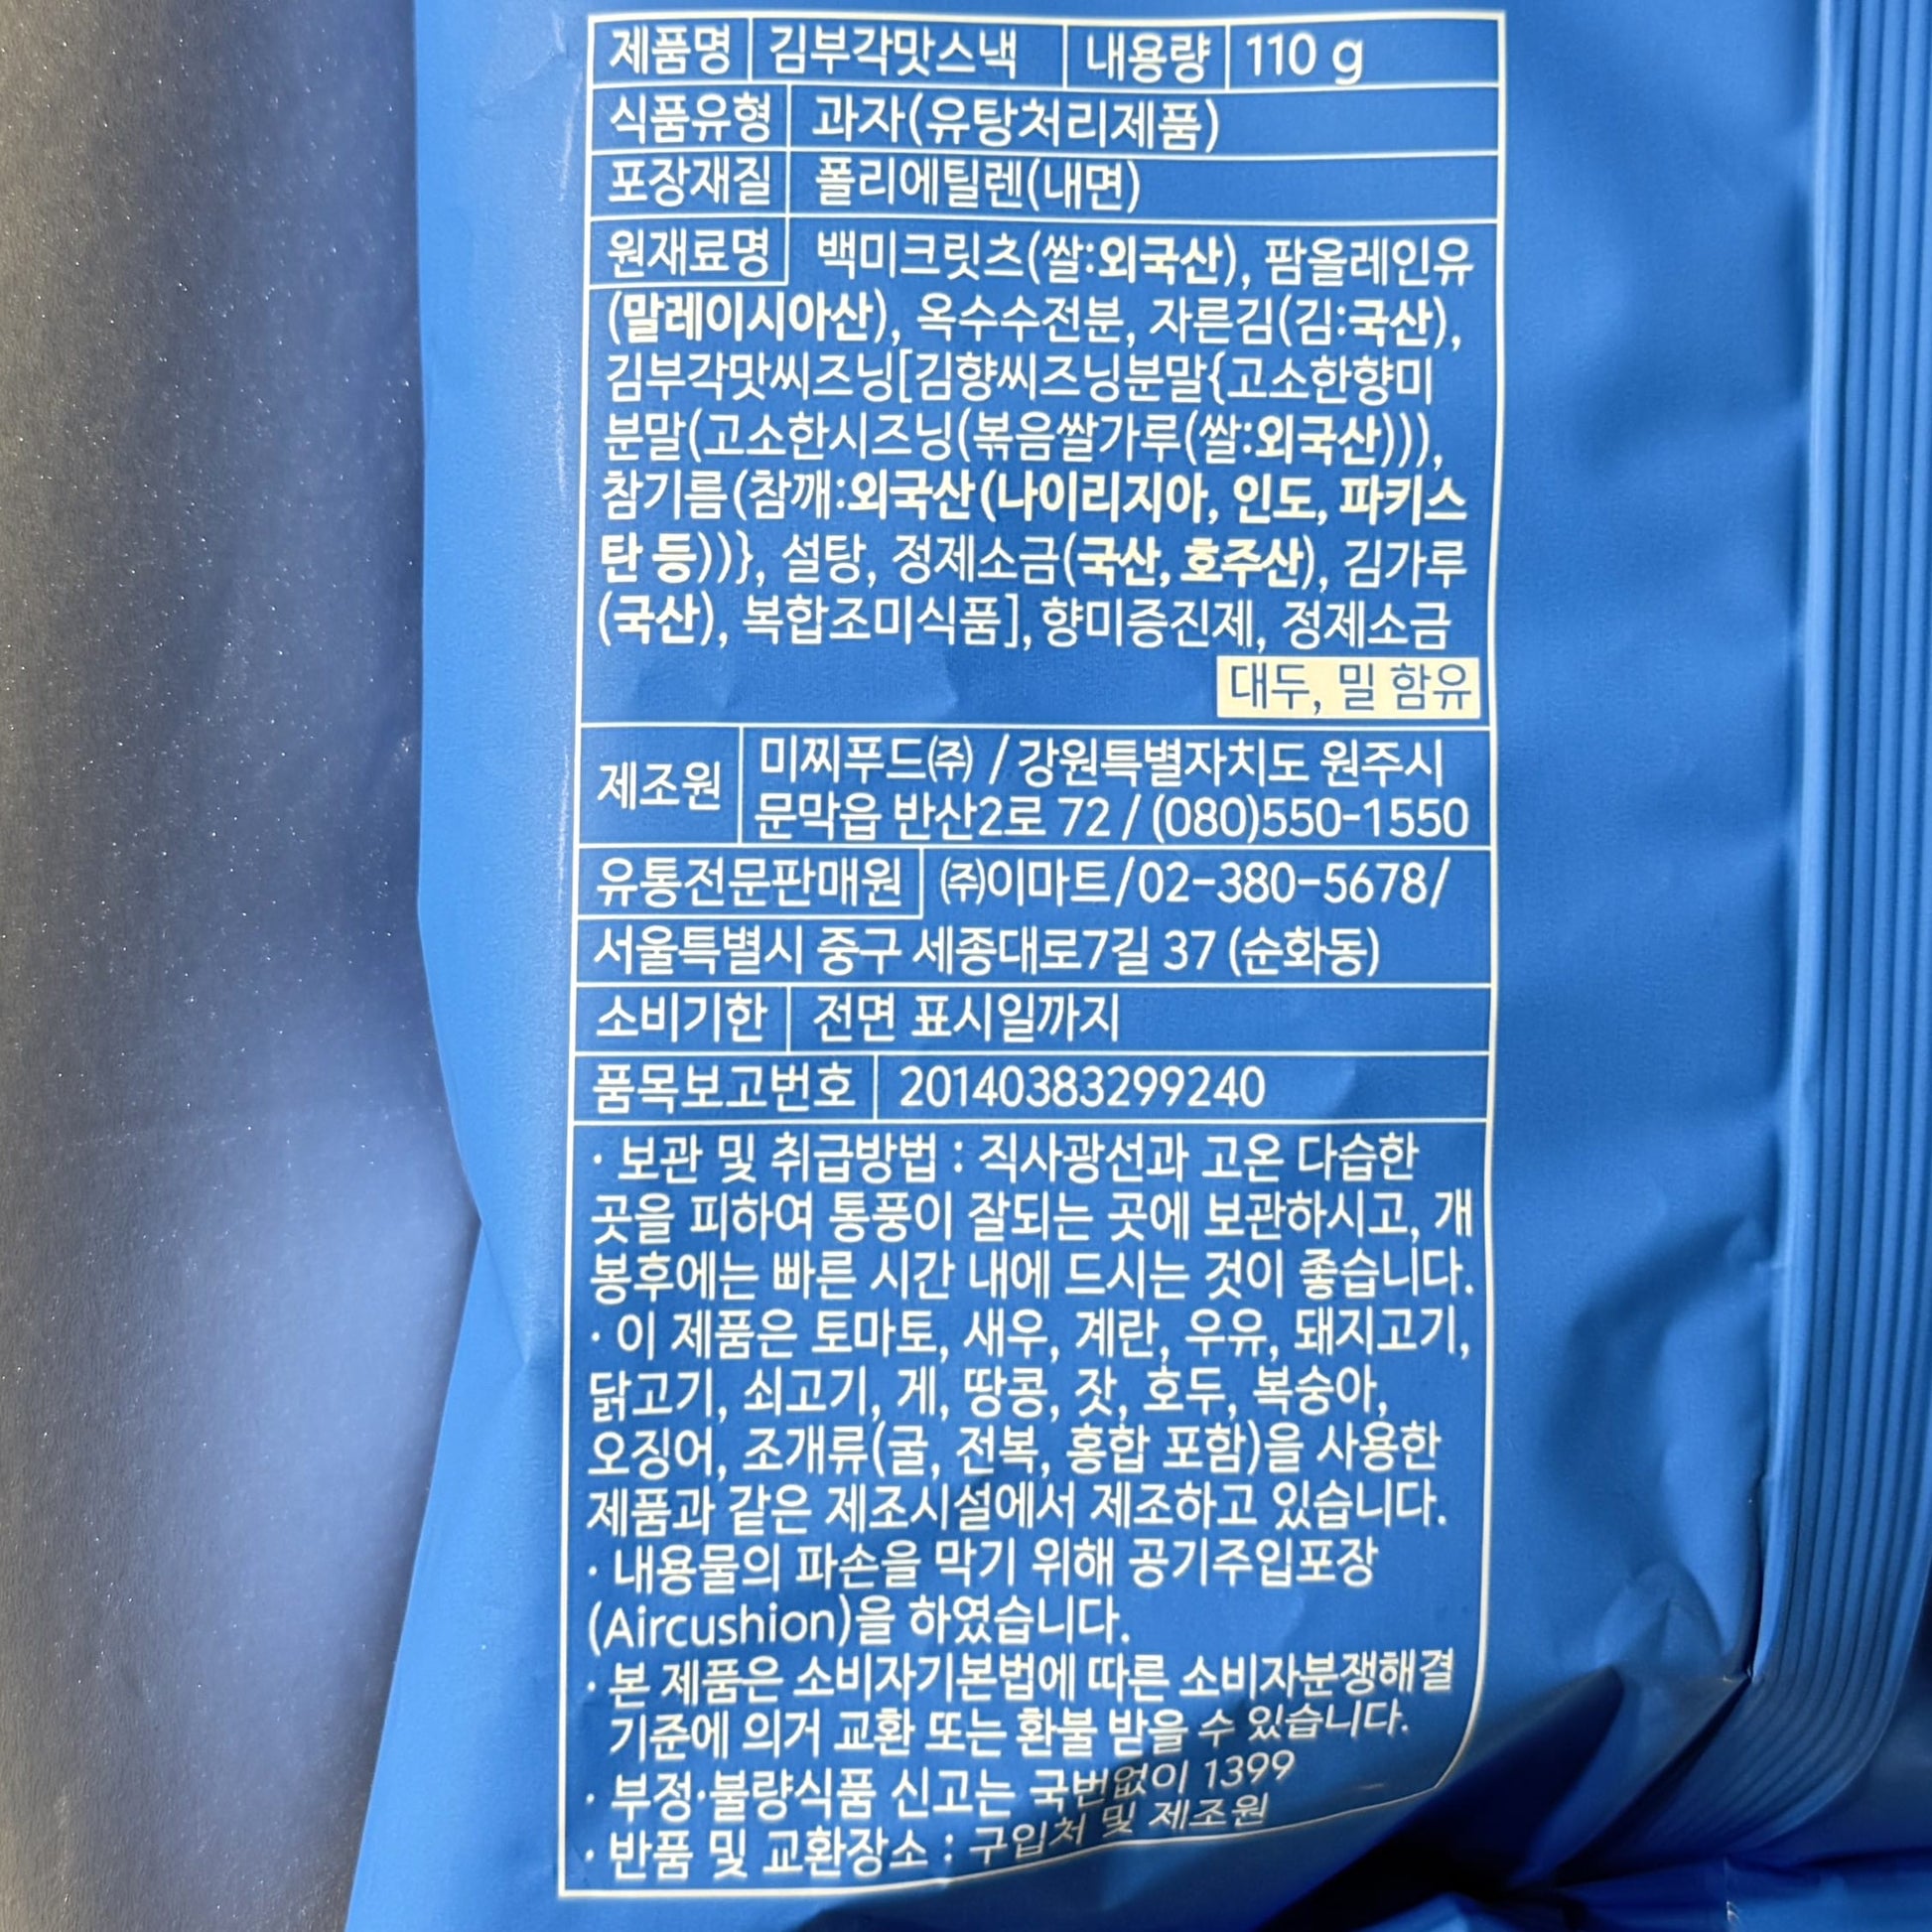 제품명 김부각맛스낵 내용량 110 g
식품유형 과자(유탕처리제품)
포장재질 폴리에틸렌(내면)
원재료명 백미크릿츠(쌀:외국산), 팜올레인유
(말레이시아산), 옥수수전분, 자른김(김:국산),
김부각맛씨즈닝[김향씨즈닝분말{고소한향미
분말(고소한시즈닝(볶음쌀가루(쌀:외국산))),
참기름(참깨:외국산(나이리지아, 인도, 파키스
탄 등))}, 설탕, 정제소금(국산, 호주산), 김가루
(국산), 복합조미식품], 향미증진제, 정제소금
대두, 밀 함유
제조원 미찌푸드㈜ / 강원특별자치도 원주시
문막읍 반산2로 72 / (080)550-1550
유통전문판매원 ㈜이마트/02-380-5678/
서울특별시 중구 세종대로7길 37 (순화동)
소비기한 전면 표시일까지
품목보고번호 20140383299240
· 보관 및 취급방법 : 직사광선과 고온 다습한
곳을 피하여 통풍이 잘되는 곳에 보관하시고, 개
봉후에는 빠른 시간 내에 드시는 것이 좋습니다.
· 이 제품은 토마토, 새우, 계란, 우유, 돼지고기,
닭고기, 쇠고기, 게, 땅콩, 잣, 호두, 복숭아,
오징어, 조개류(굴, 전복, 홍합 포함)을 사용한
제품과 같은 제조시설에서 제조하고 있습니다.
· 내용물의 파손을 막기 위해 공기주입포장
(Aircushion)을 하였습니다.
· 본 제품은 소비자기본법에 따른 소비자분쟁해결
기준에 의거 교환 또는 환불 받을 수 있습니다.
· 부정·불량식품 신고는 국번없이 1399
· 반품 및 교환장소 : 구입처 및 제조원